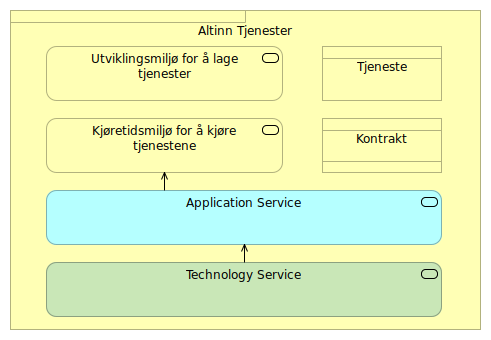 Altinn Tjenester
Utviklingsmiljø for å lage
tjenester
Tjeneste
Kjøretidsmiljø for å kjøre
tjenestene
Kontrakt
Application Service
Technology Service